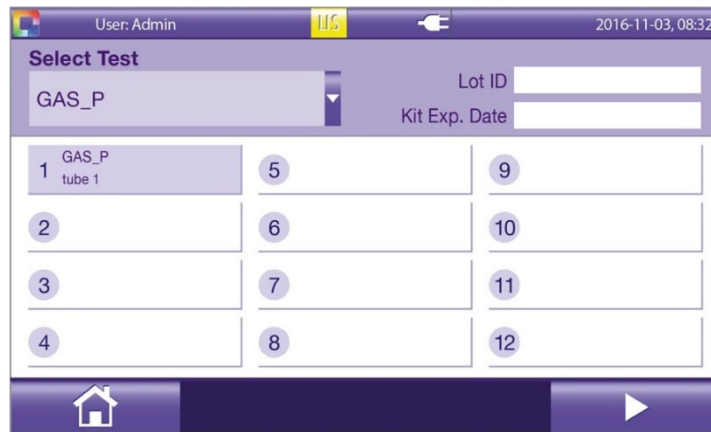 User: Admin
LIS
2016-11-03, 08:32
Select Test
GAS_P
Lot ID
Kit Exp. Date
1
GAS_P
tube 1
2
3
4
5
6
7
8
9
10
11
12